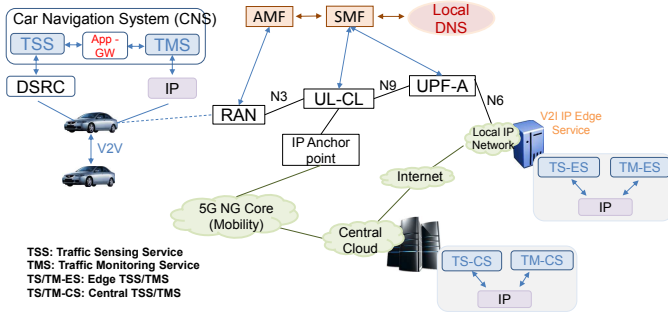 Car Navigation System (CNS)
TSS
App -
GW
TMS
DSRC
IP
V2V
AMF
SMF
Local
DNS
RAN
N3
UL-CL
N9
UPF-A
N6
IP Anchor
point
V2I IP Edge
Service
Local IP
Network
TS-ES
TM-ES
IP
Internet
5G NG Core
(Mobility)
Central
Cloud
TS-CS
TM-CS
IP
TSS: Traffic Sensing Service
TMS: Traffic Monitoring Service
TS/TM-ES: Edge TSS/TMS
TS/TM-CS: Central TSS/TMS